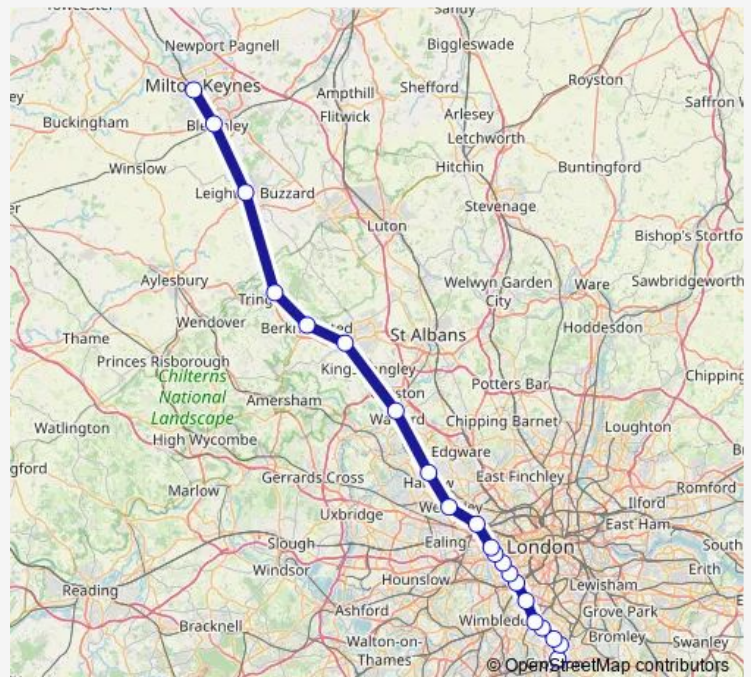 Sandy
Newport Pagnell
Biggleswade
Milton Keynes
Ampthill
Shefford
Royston
Saffron W
Buckingham
Flitwick
Arlesey
Bletchley
Letchworth
Winslow
Hitchin
Buntingford
Leighton Buzzard
Stevenage
Luton
Bishop's Stortfo
Aylesbury
Welwyn Garden
City
Ware
Sawbridgeworth
Tring
Wendover
Berkhamsted
St Albans
Hoddesdon
Thame
Princes Risborough
Kings Langley
Chilterns
National
Landscape
Potters Bar
Chipping
Amersham
Watford
Chipping Barnet
Loughton
Watlington
High Wycombe
Edgware
gford
Gerrards Cross
East Finchley
Harrow
Romford
Marlow
Uxbridge
Wembley
Ilford
East Ham
Slough
Ealing
London
South
Windsor
Erith
Hounslow
Lewisham
Reading
Ashford
Grove Park
Bracknell
Wimbledon
Bromley
Swanley
Walton-on-
Thames
© OpenStreetMap contributors